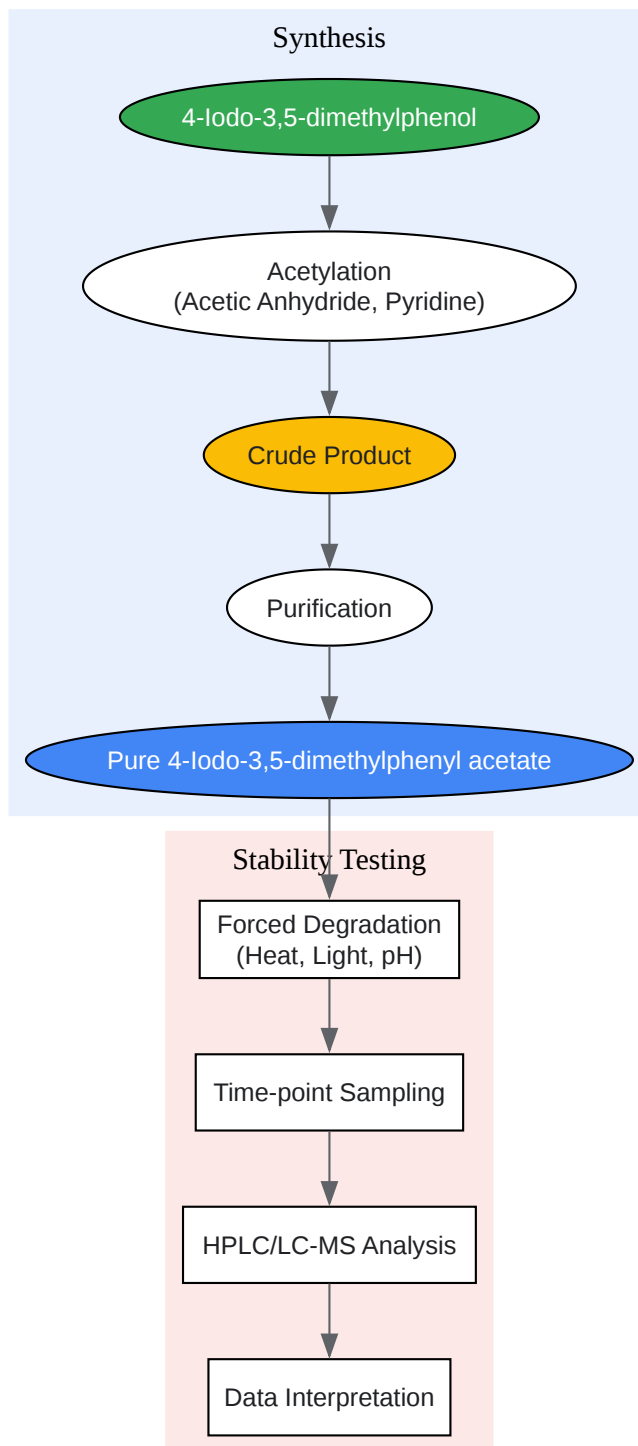 Synthesis
4-Iodo-3,5-dimethylphenol
Acetylation
(Acetic Anhydride, Pyridine)
Crude Product
Purification
Pure 4-Iodo-3,5-dimethylphenyl acetate
Stability Testing
Forced Degradation
(Heat, Light, pH)
Time-point Sampling
HPLC/LC-MS Analysis
Data Interpretation